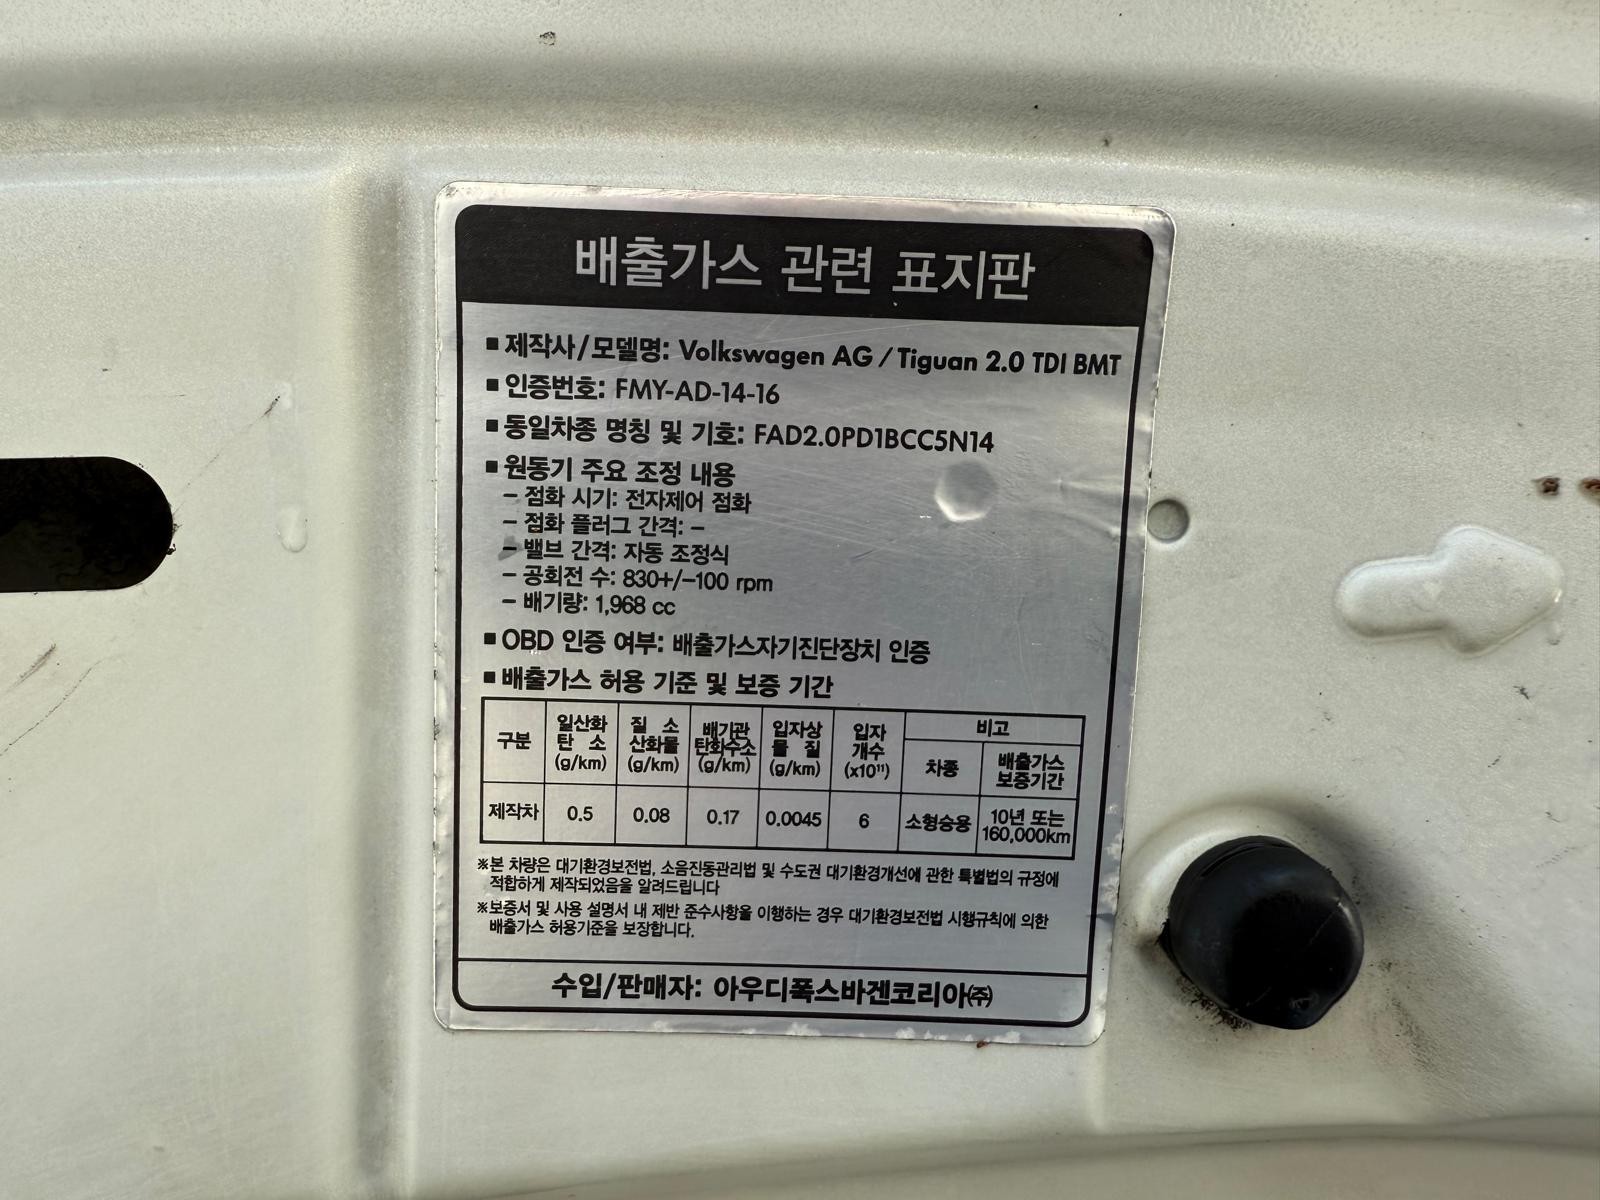 배출가스 관련 표지판
■ 제작사/모델명: Volkswagen AG / Tiguan 2.0 TDI BMT
■ 인증번호: FMY-AD-14-16
■ 동일차종 명칭 및 기호: FAD2.0PD1BCC5N14
■ 원동기 주요 조정 내용
– 점화 시기: 전자제어 점화
– 점화 플러그 간격: –
– 밸브 간격: 자동 조정식
– 공회전 수: 830+/–100 rpm
– 배기량: 1,968 cc
■ OBD 인증 여부: 배출가스자기진단장치 인증
■ 배출가스 허용 기준 및 보증 기간
구분 일산화탄소 (g/km) 질소산화물 (g/km) 배기관탄화수소 (g/km) 입자상물질 (g/km) 입자개수 (x10¹¹) 비고
차종 배출가스 보증기간
제작차 0.5 0.08 0.17 0.0045 6 소형승용 10년 또는 160,000km
※본 차량은 대기환경보전법, 소음진동관리법 및 수도권 대기환경개선에 관한 특별법의 규정에
적합하게 제작되었음을 알려드립니다
※보증서 및 사용 설명서 내 제반 준수사항을 이행하는 경우 대기환경보전법 시행규칙에 의한
배출가스 허용기준을 보장합니다.
수입/판매자: 아우디폭스바겐코리아㈜